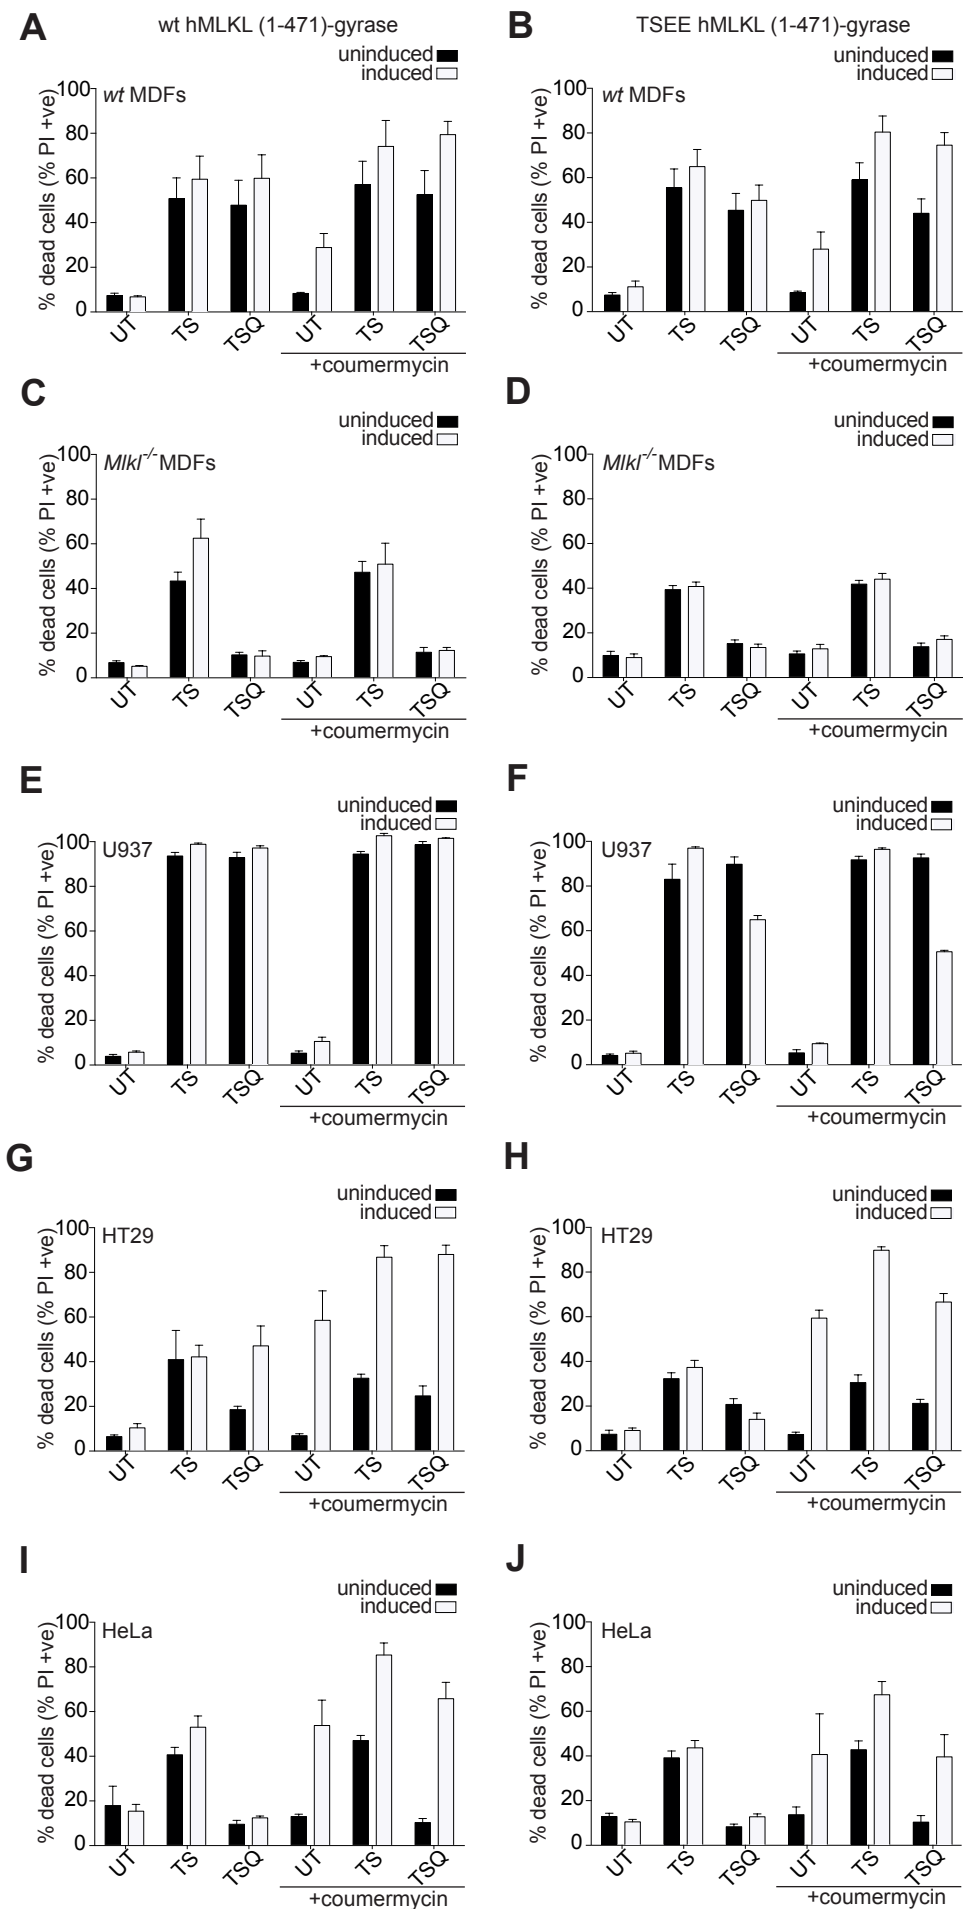 A
wt hMLKL (1-471)-gyrase
uninduced
induced
% dead cells (% PI +ve)
wt MDFs
100
80
60
40
20
0
UT
TS
TSQ
UT
TS
TSQ
+coumermycin
B
TSEE hMLKL (1-471)-gyrase
uninduced
induced
% dead cells (% PI +ve)
wt MDFs
100
80
60
40
20
0
UT
TS
TSQ
UT
TS
TSQ
+coumermycin
C
uninduced
induced
% dead cells (% PI +ve)
Mlkl-/- MDFs
100
80
60
40
20
0
UT
TS
TSQ
UT
TS
TSQ
+coumermycin
D
uninduced
induced
% dead cells (% PI +ve)
Mlkl-/- MDFs
100
80
60
40
20
0
UT
TS
TSQ
UT
TS
TSQ
+coumermycin
E
uninduced
induced
% dead cells (% PI +ve)
U937
100
80
60
40
20
0
UT
TS
TSQ
UT
TS
TSQ
+coumermycin
F
uninduced
induced
% dead cells (% PI +ve)
U937
100
80
60
40
20
0
UT
TS
TSQ
UT
TS
TSQ
+coumermycin
G
uninduced
induced
% dead cells (% PI +ve)
HT29
100
80
60
40
20
0
UT
TS
TSQ
UT
TS
TSQ
+coumermycin
H
uninduced
induced
% dead cells (% PI +ve)
HT29
100
80
60
40
20
0
UT
TS
TSQ
UT
TS
TSQ
+coumermycin
I
uninduced
induced
% dead cells (% PI +ve)
HeLa
100
80
60
40
20
0
UT
TS
TSQ
UT
TS
TSQ
+coumermycin
J
uninduced
induced
% dead cells (% PI +ve)
HeLa
100
80
60
40
20
0
UT
TS
TSQ
UT
TS
TSQ
+coumermycin